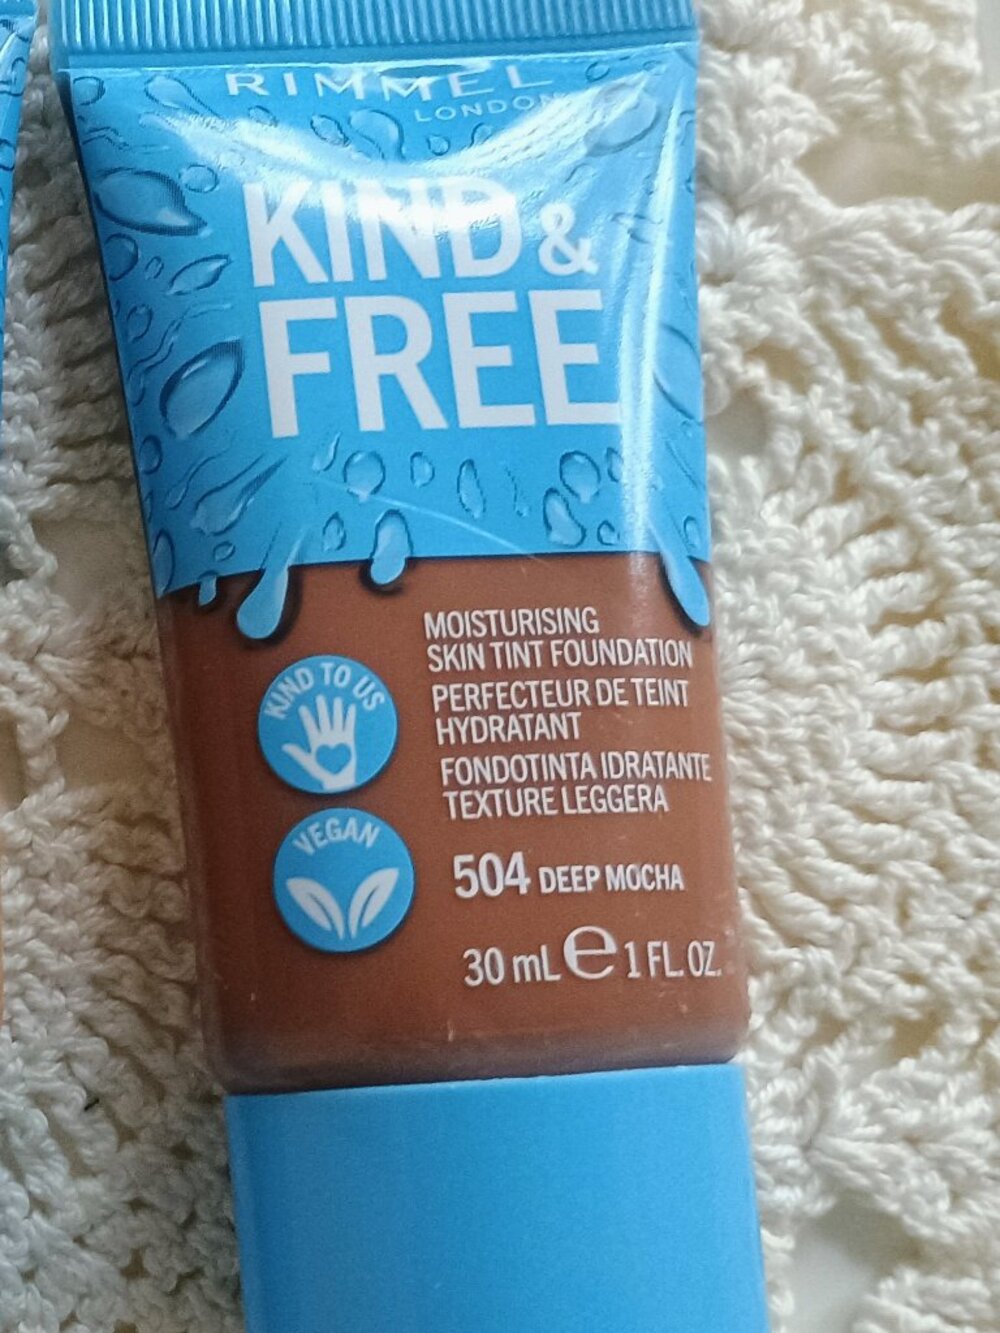 RIMMEL
LONDON
KIND &
FREE
MOISTURISING
SKIN TINT FOUNDATION
PERFECTEUR DE TEINT
HYDRATANT
FONDOTINTA IDRATANTE
TEXTURE LEGGERA
KIND TO US
VEGAN
504 DEEP MOCHA
30 mL e 1 FL. OZ.